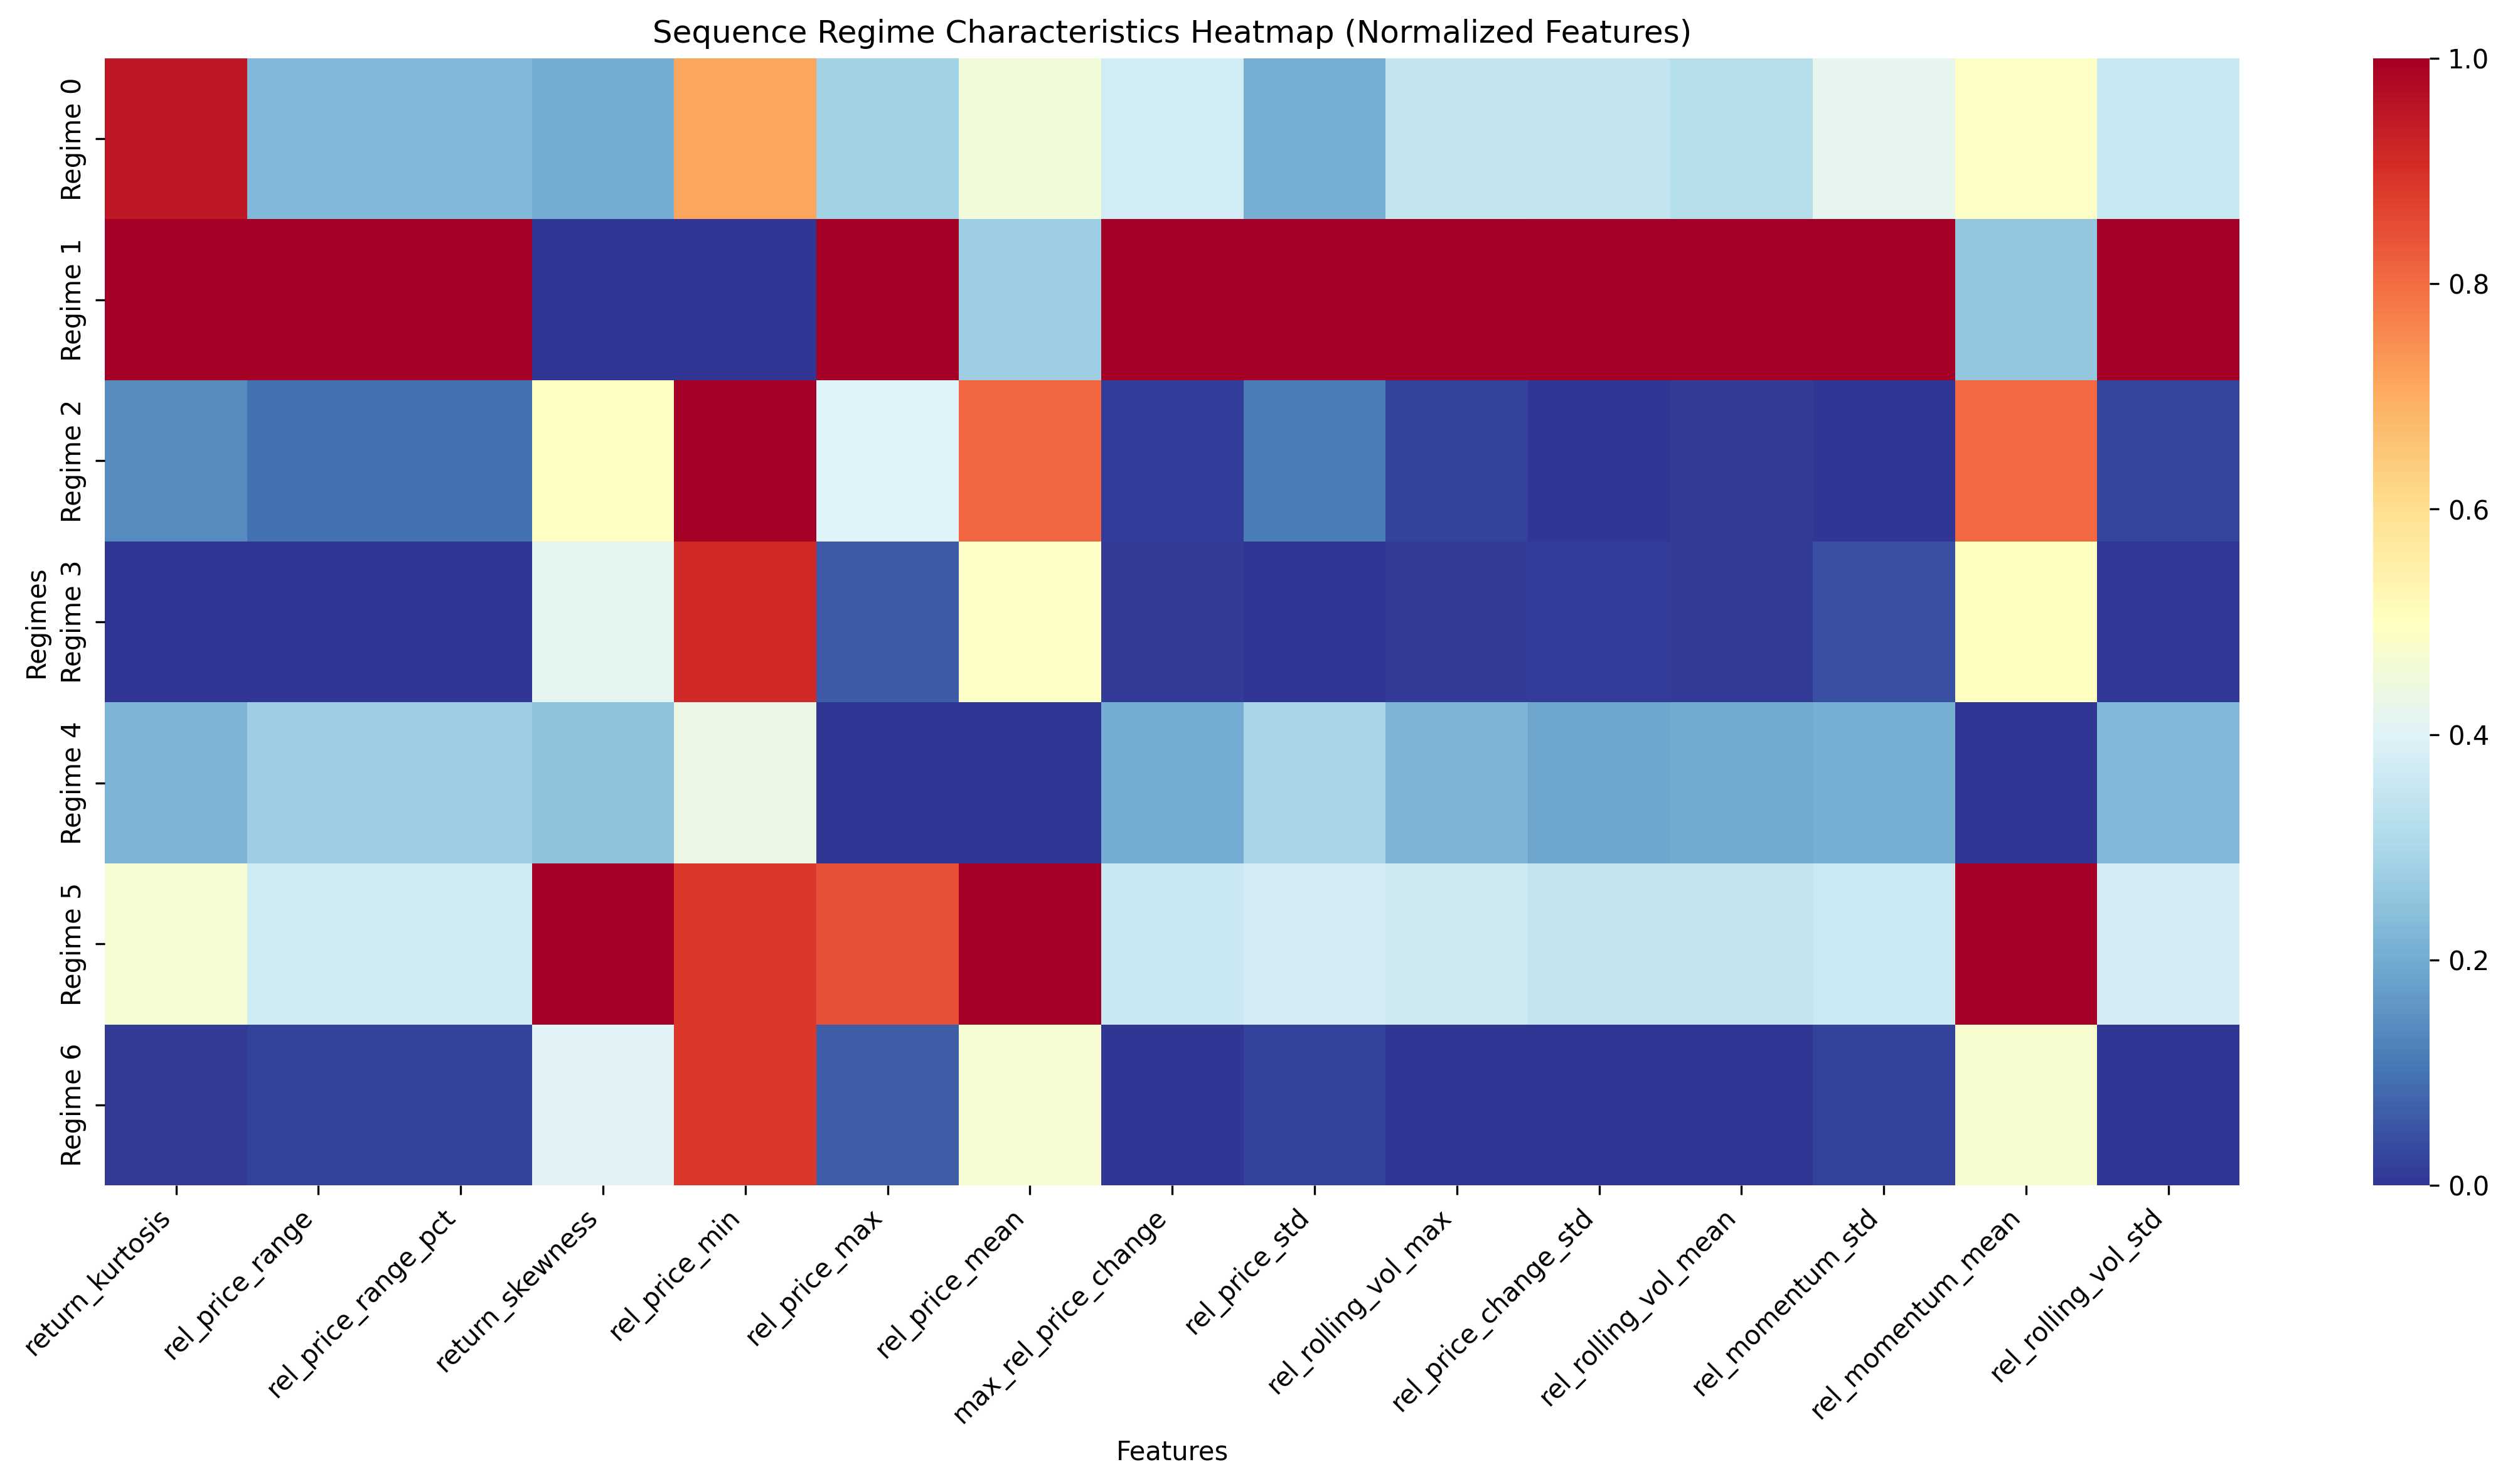 Sequence Regime Characteristics Heatmap (Normalized Features)
Regimes
Regime 0
Regime 1
Regime 2
Regime 3
Regime 4
Regime 5
Regime 6
return_kurtosis
rel_price_range
rel_price_range_pct
return_skewness
rel_price_min
rel_price_max
rel_price_mean
max_rel_price_change
rel_price_std
rel_rolling_vol_max
rel_price_change_std
rel_rolling_vol_mean
rel_momentum_std
rel_momentum_mean
rel_rolling_vol_std
Features
1.0
0.8
0.6
0.4
0.2
0.0